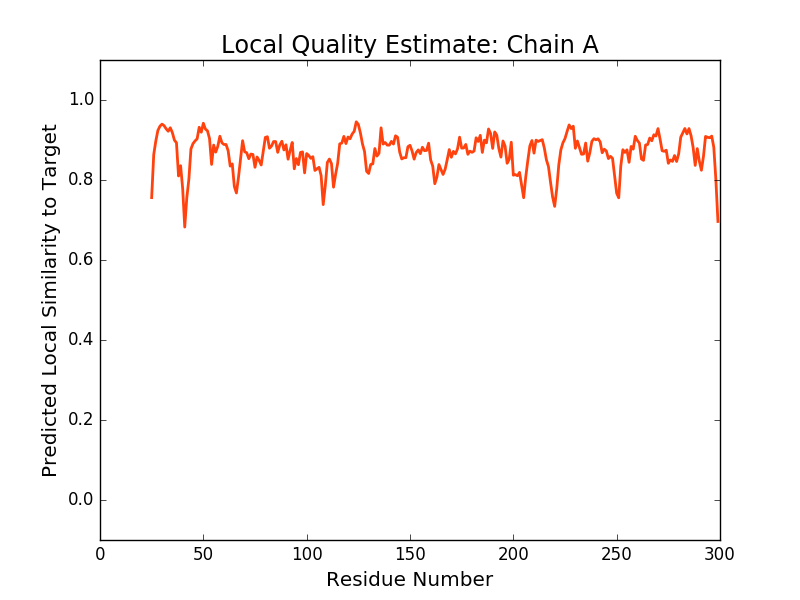 Local Quality Estimate: Chain A
Predicted Local Similarity to Target
1.0
0.8
0.6
0.4
0.2
0.0
0 50 100 150 200 250 300
Residue Number